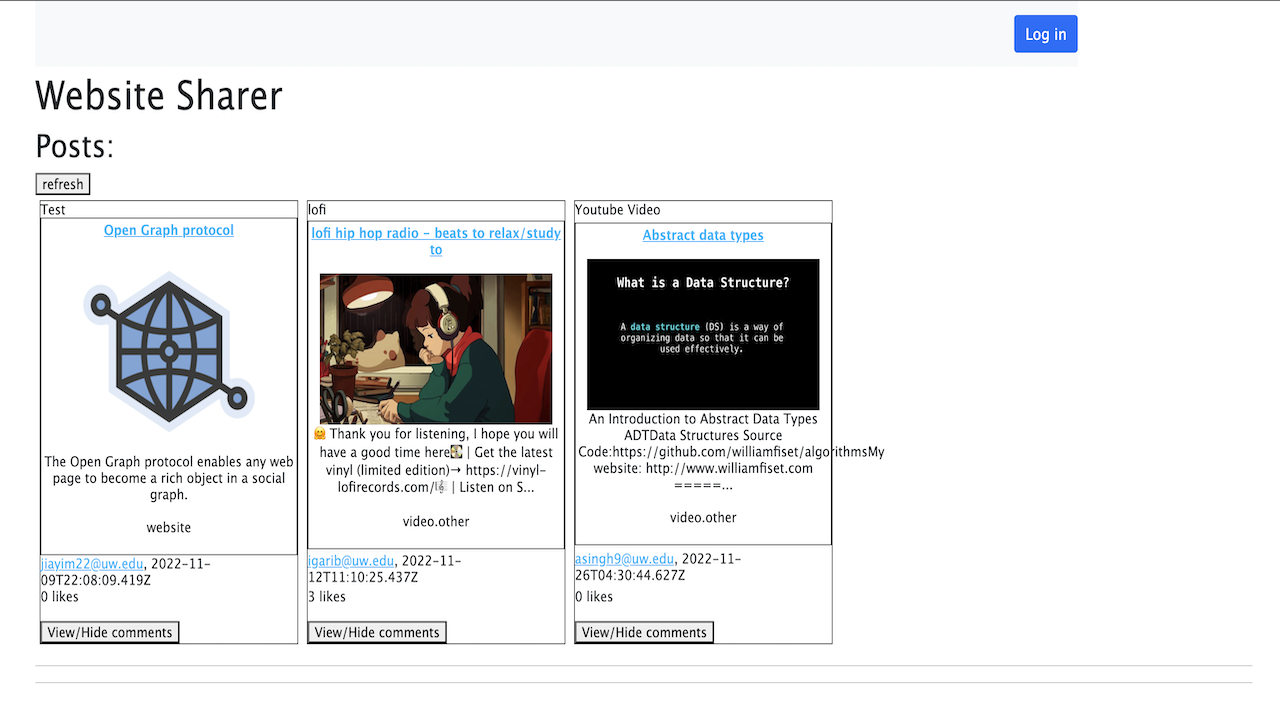 Log in
Website Sharer
Posts:
refresh
Test
Open Graph protocol
The Open Graph protocol enables any web
page to become a rich object in a social
graph.
website
jiayim22@uw.edu, 2022-11-
09T22:08:09.419Z
0 likes
View/Hide comments
lofi
lofi hip hop radio - beats to relax/study
to
🤗 Thank you for listening, I hope you will
have a good time here | Get the latest
vinyl (limited edition)→ https://vinyl-
lofirecords.com/🎼 | Listen on S...
video.other
igarib@uw.edu, 2022-11-
12T11:10:25.437Z
3 likes
View/Hide comments
Youtube Video
Abstract data types
What is a Data Structure?
A data structure (DS) is a way of
organizing data so that it can be
used effectively.
An Introduction to Abstract Data Types
ADTData Structures Source
Code:https://github.com/williamfiset/algorithmsMy
website: http://www.williamfiset.com
=====...
video.other
asingh9@uw.edu, 2022-11-
26T04:30:44.627Z
0 likes
View/Hide comments